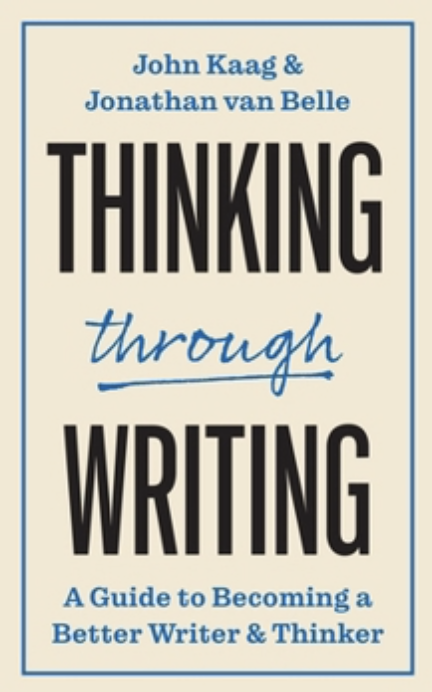 John Kaag &
Jonathan van Belle
THINKING
through
WRITING
A Guide to Becoming a
Better Writer & Thinker